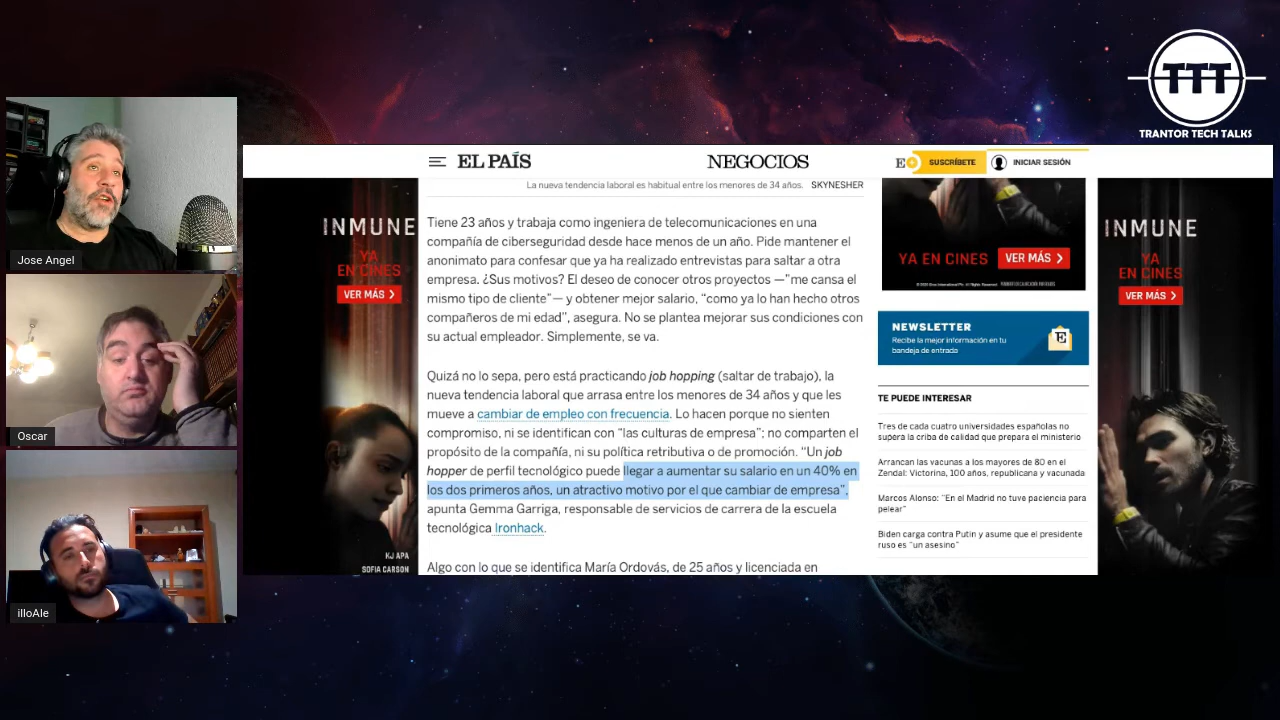 TTT
TRANTOR TECH TALKS
Jose Angel
Oscar
illoAle
EL PAÍS
NEGOCIOS
E+
SUSCRÍBETE
INICIAR SESIÓN
La nueva tendencia laboral es habitual entre los menores de 34 años. SKYNESHER
Tiene 23 años y trabaja como ingeniera de telecomunicaciones en una
compañía de ciberseguridad desde hace menos de un año. Pide mantener el
anonimato para confesar que ya ha realizado entrevistas para saltar a otra
empresa. ¿Sus motivos? El deseo de conocer otros proyectos —”me cansa el
mismo tipo de cliente”— y obtener mejor salario, “como ya lo han hecho otros
compañeros de mi edad”, asegura. No se plantea mejorar sus condiciones con
su actual empleador. Simplemente, se va.
Quizá no lo sepa, pero está practicando job hopping (saltar de trabajo), la
nueva tendencia laboral que arrasa entre los menores de 34 años y que les
mueve a cambiar de empleo con frecuencia. Lo hacen porque no sienten
compromiso, ni se identifican con “las culturas de empresa”; no comparten el
propósito de la compañía, ni su política retributiva o de promoción. “Un job
hopper de perfil tecnológico puede llegar a aumentar su salario en un 40% en
los dos primeros años, un atractivo motivo por el que cambiar de empresa”,
apunta Gemma Garriga, responsable de servicios de carrera de la escuela
tecnológica Ironhack.
Algo con lo que se identifica María Ordovás, de 25 años y licenciada en
INMUNE
YA
EN CINES
VER MÁS
KJ APA
SOFIA CARSON
YA EN CINES
VER MÁS
NEWSLETTER
Recibe la mejor información en tu
bandeja de entrada
E
TE PUEDE INTERESAR
Tres de cada cuatro universidades españolas no
supera la criba de calidad que prepara el ministerio
Arrancan las vacunas a los mayores de 80 en el
Zendal: Victorina, 100 años, republicana y vacunada
Marcos Alonso: “En el Madrid no tuve paciencia para
pelear”
Biden carga contra Putin y asume que el presidente
ruso es “un asesino”
INMUNE
YA
EN CINES
VER MÁS